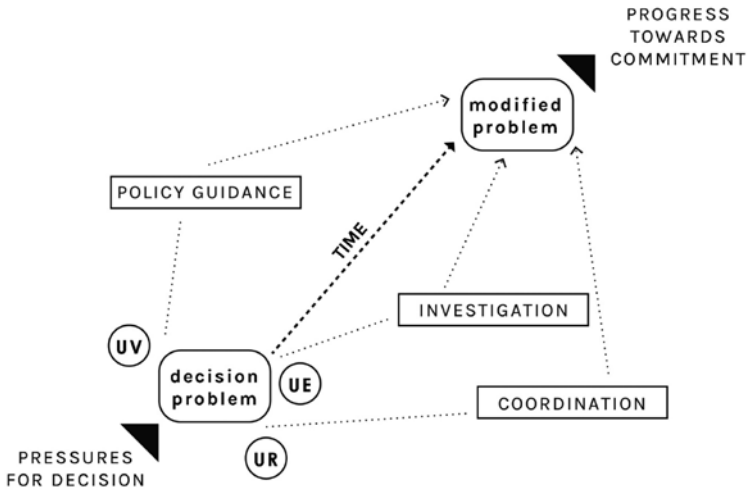 PROGRESS
TOWARDS
COMMITMENT
modified
problem
POLICY GUIDANCE
TIME
INVESTIGATION
UV
decision
problem
UE
COORDINATION
UR
PRESSURES
FOR DECISION